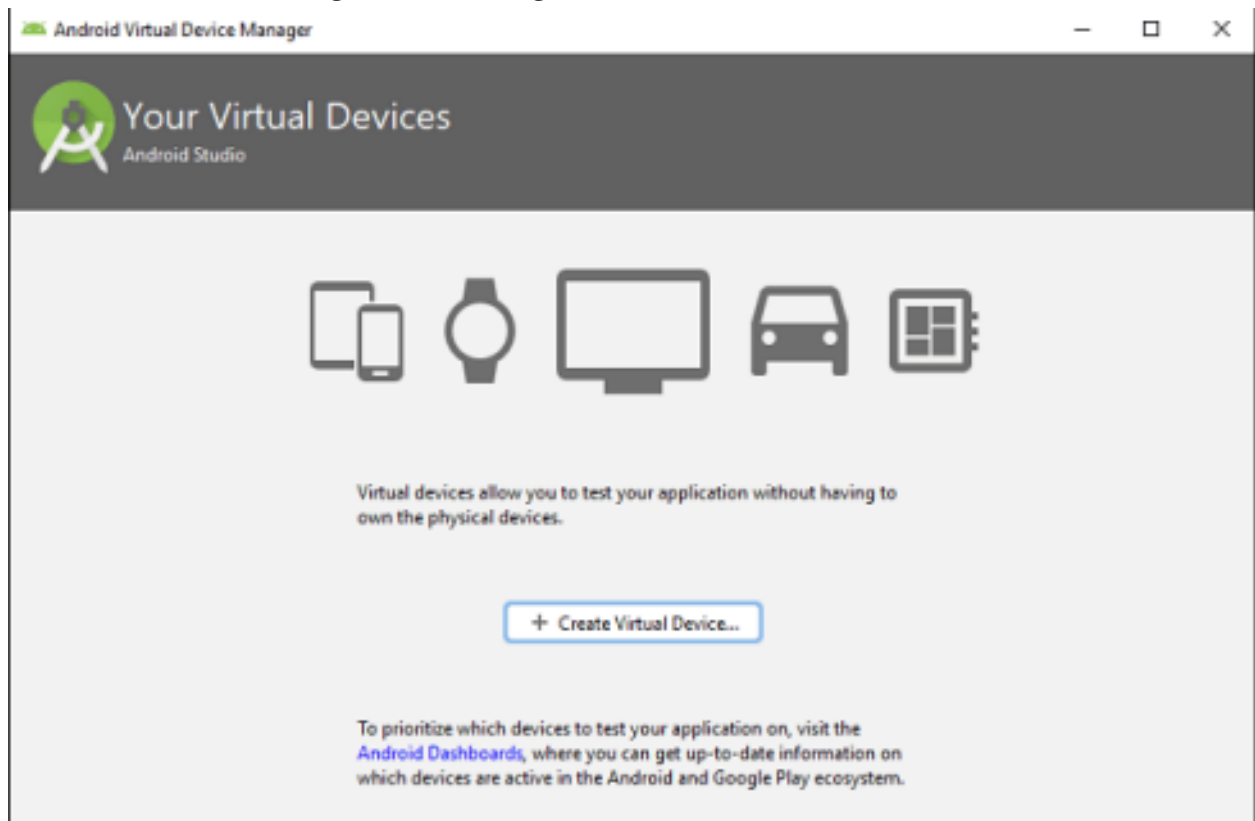 Android Virtual Device Manager
Your Virtual Devices
Android Studio
Virtual devices allow you to test your application without having to
own the physical devices.
+ Create Virtual Device...
To prioritize which devices to test your application on, visit the
Android Dashboards, where you can get up-to-date information on
which devices are active in the Android and Google Play ecosystem.